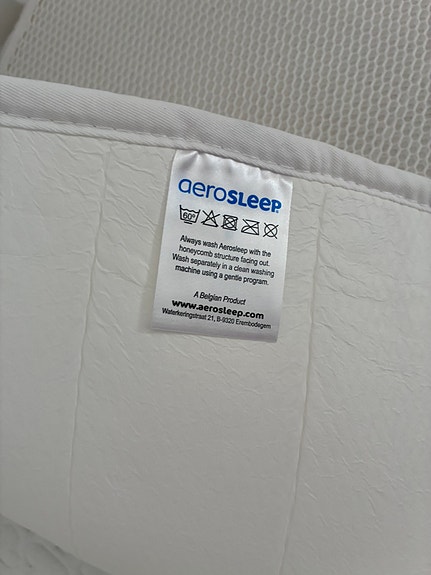 aerosleep
60°
Always wash Aerosleep with the
honeycomb structure facing out.
Wash separately in a clean washing
machine using a gentle program.
A Belgian Product
www.aerosleep.com
Waterkeringstraat 21, B-9320 Erembodegem